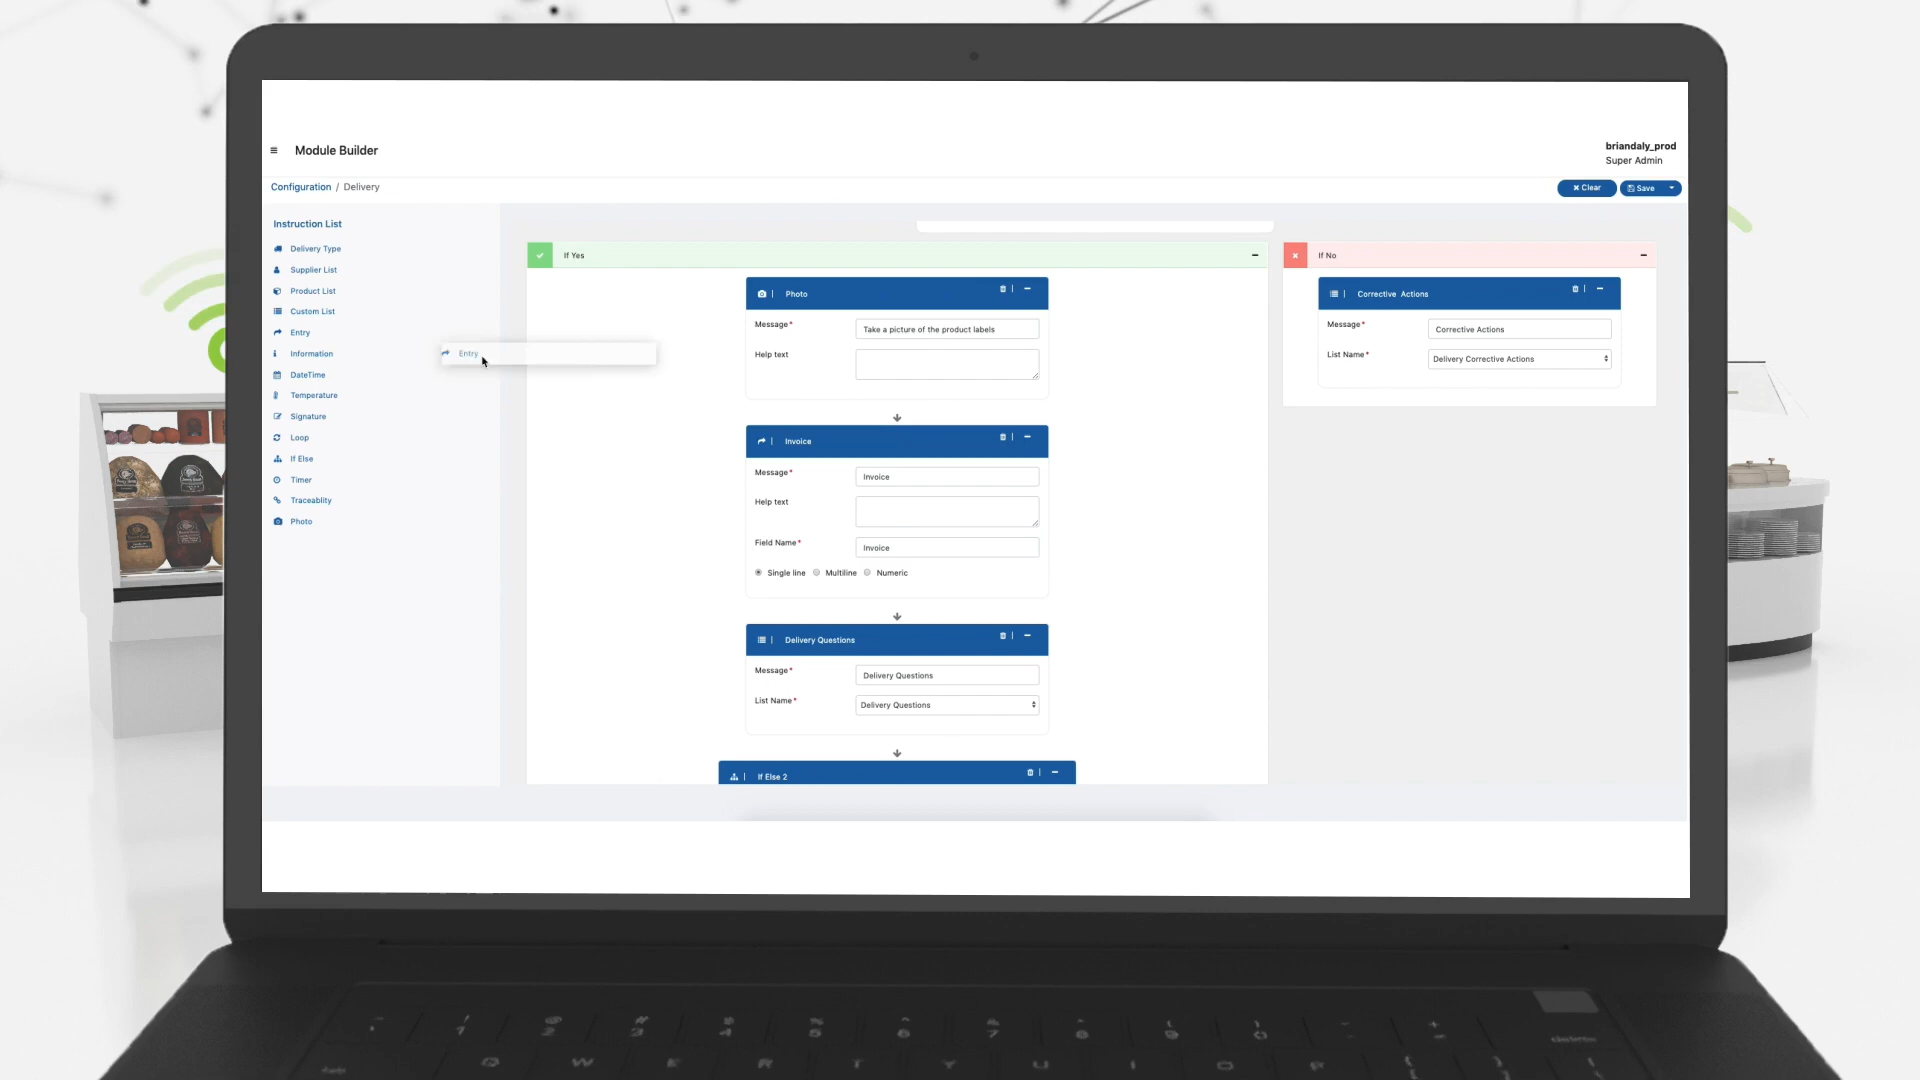 Module Builder
briandaly_prod
Super Admin
Configuration / Delivery
Clear
Save
Instruction List
Delivery Type
Supplier List
Product List
Custom List
Entry
Information
DateTime
Temperature
Signature
Loop
If Else
Timer
Traceablity
Photo
Entry
If Yes
Photo
Message*
Take a picture of the product labels
Help text
Invoice
Message*
Invoice
Help text
Field Name*
Invoice
Single line Multiline Numeric
Delivery Questions
Message*
Delivery Questions
List Name*
Delivery Questions
If Else 2
If No
Corrective Actions
Message*
Corrective Actions
List Name*
Delivery Corrective Actions